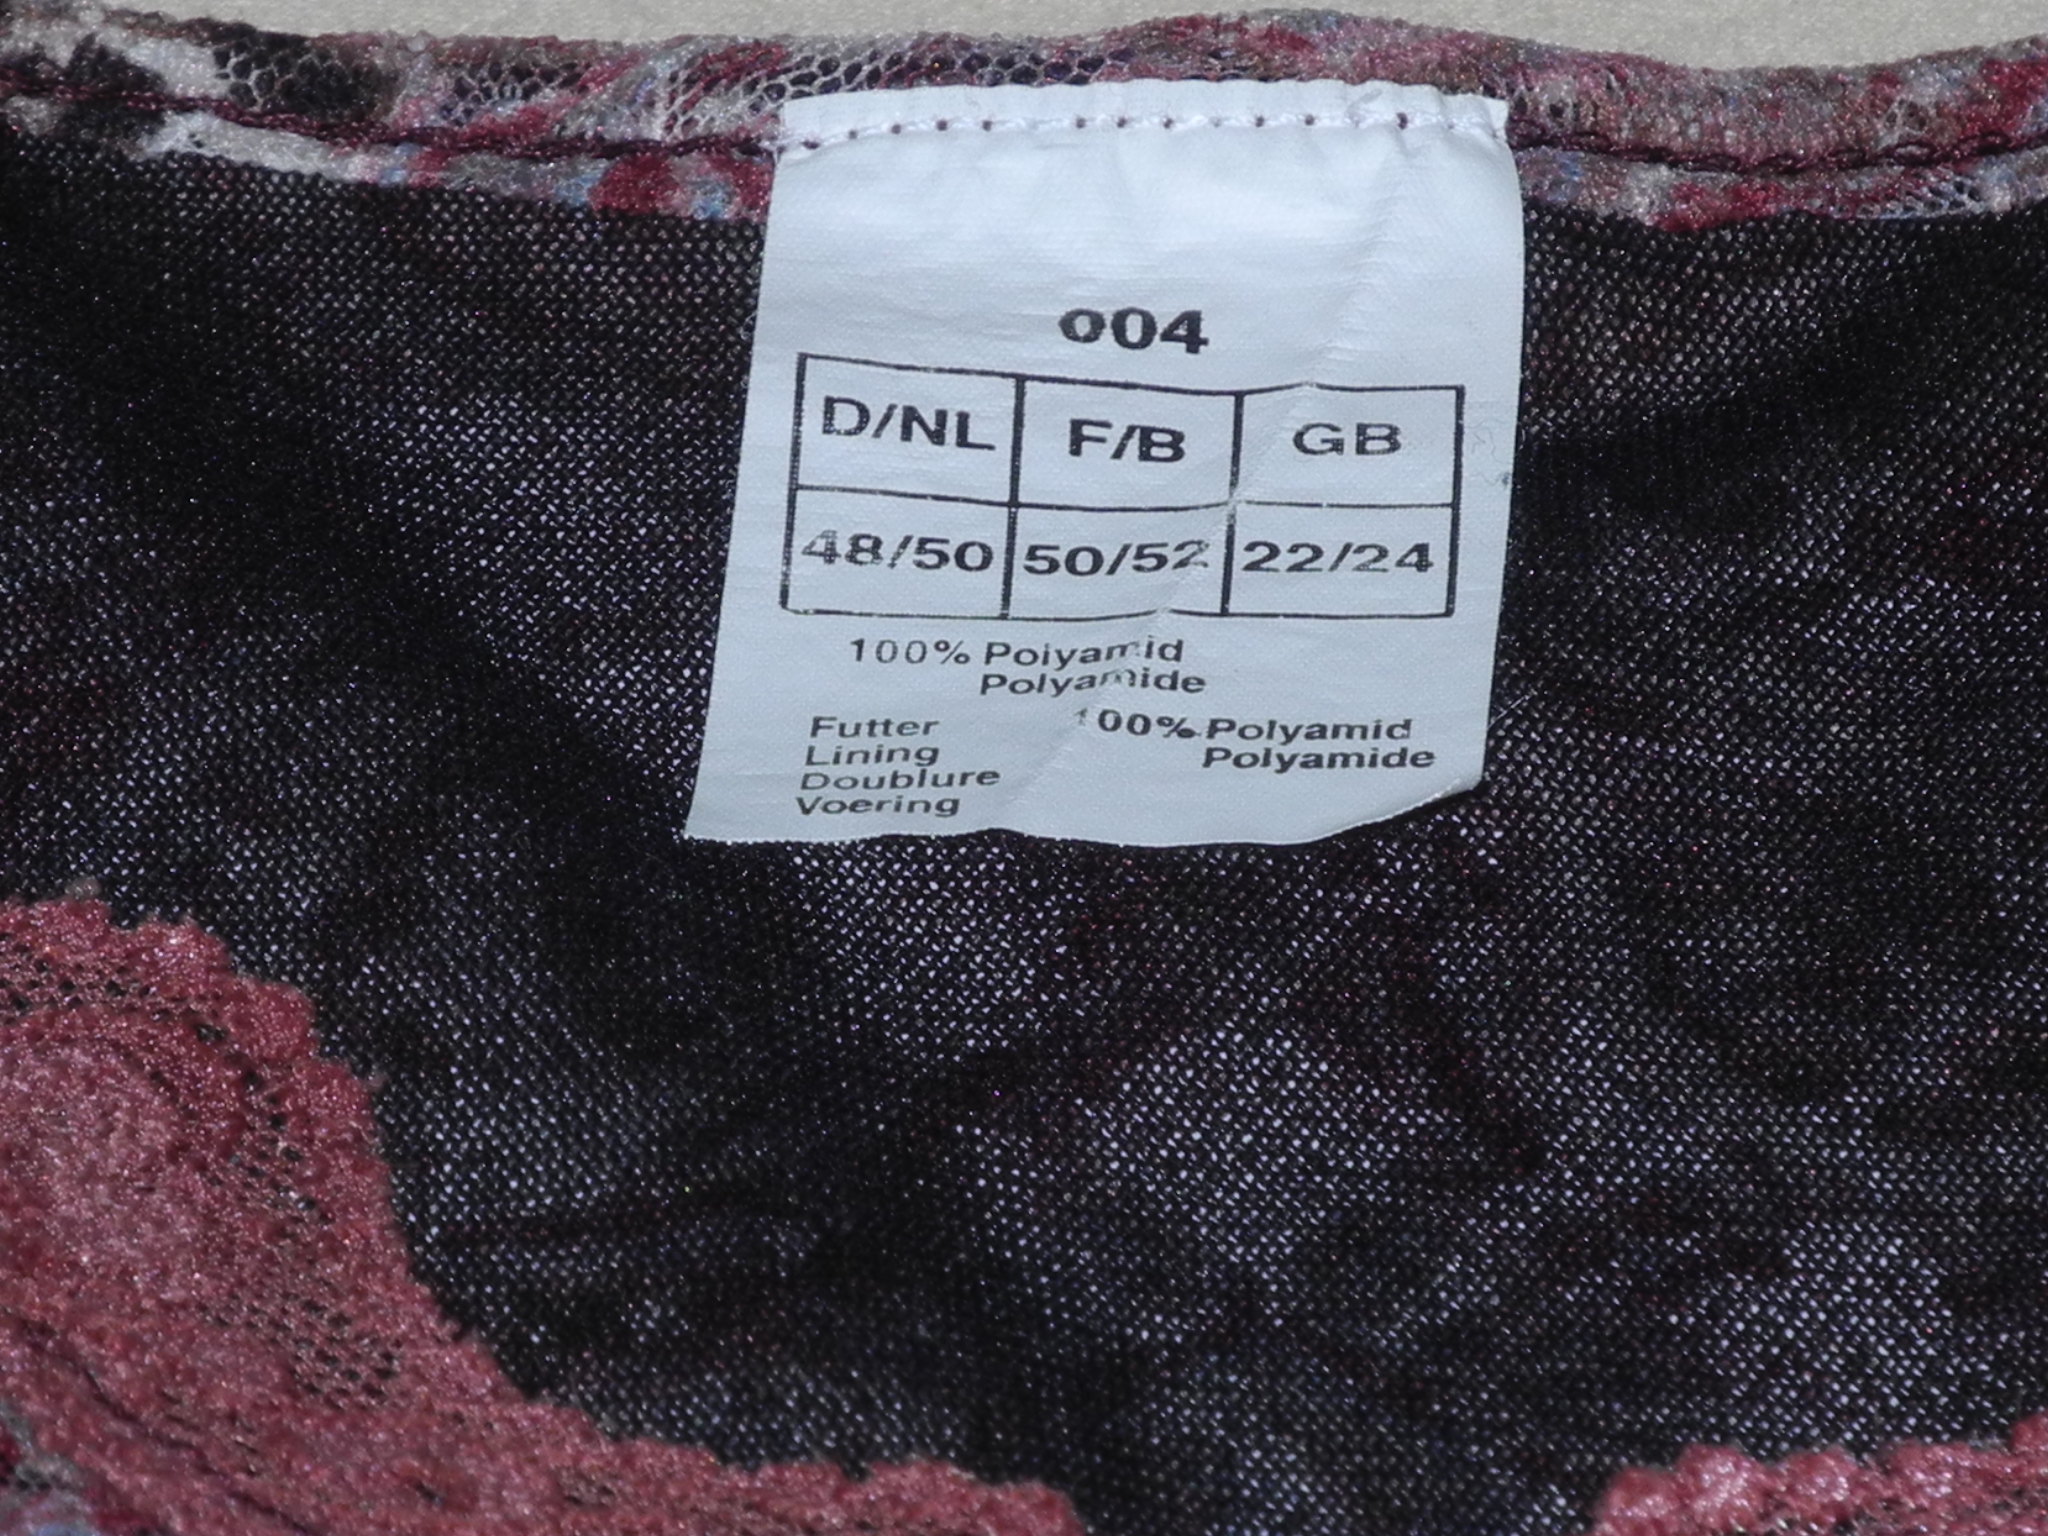 004
D/NL F/B GB
48/50 50/52 22/24
100% Polyamid
Polyamide
Futter 100% Polyamid
Lining Polyamide
Doublure
Voering